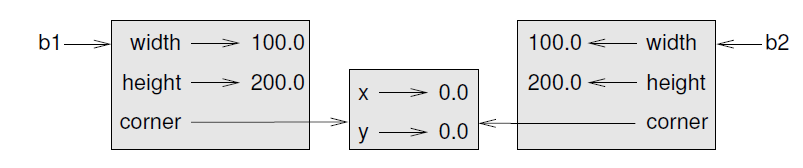 b1
width 100.0
height 200.0
corner
x 0.0
y 0.0
100.0 width
200.0 height
corner
b2